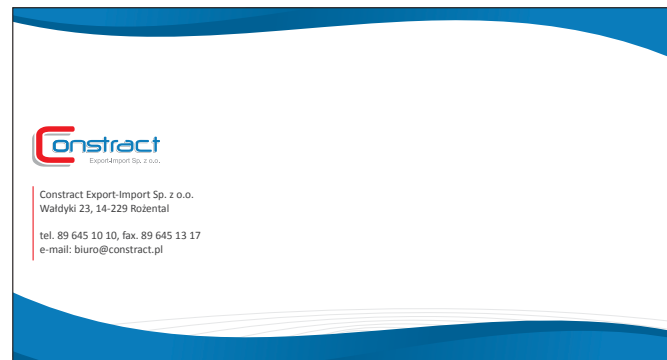 Constract
Export-Import Sp. z o.o.
Constract Export-Import Sp. z o.o.
Wałdyki 23, 14-229 Rożental
tel. 89 645 10 10, fax. 89 645 13 17
e-mail: biuro@constract.pl